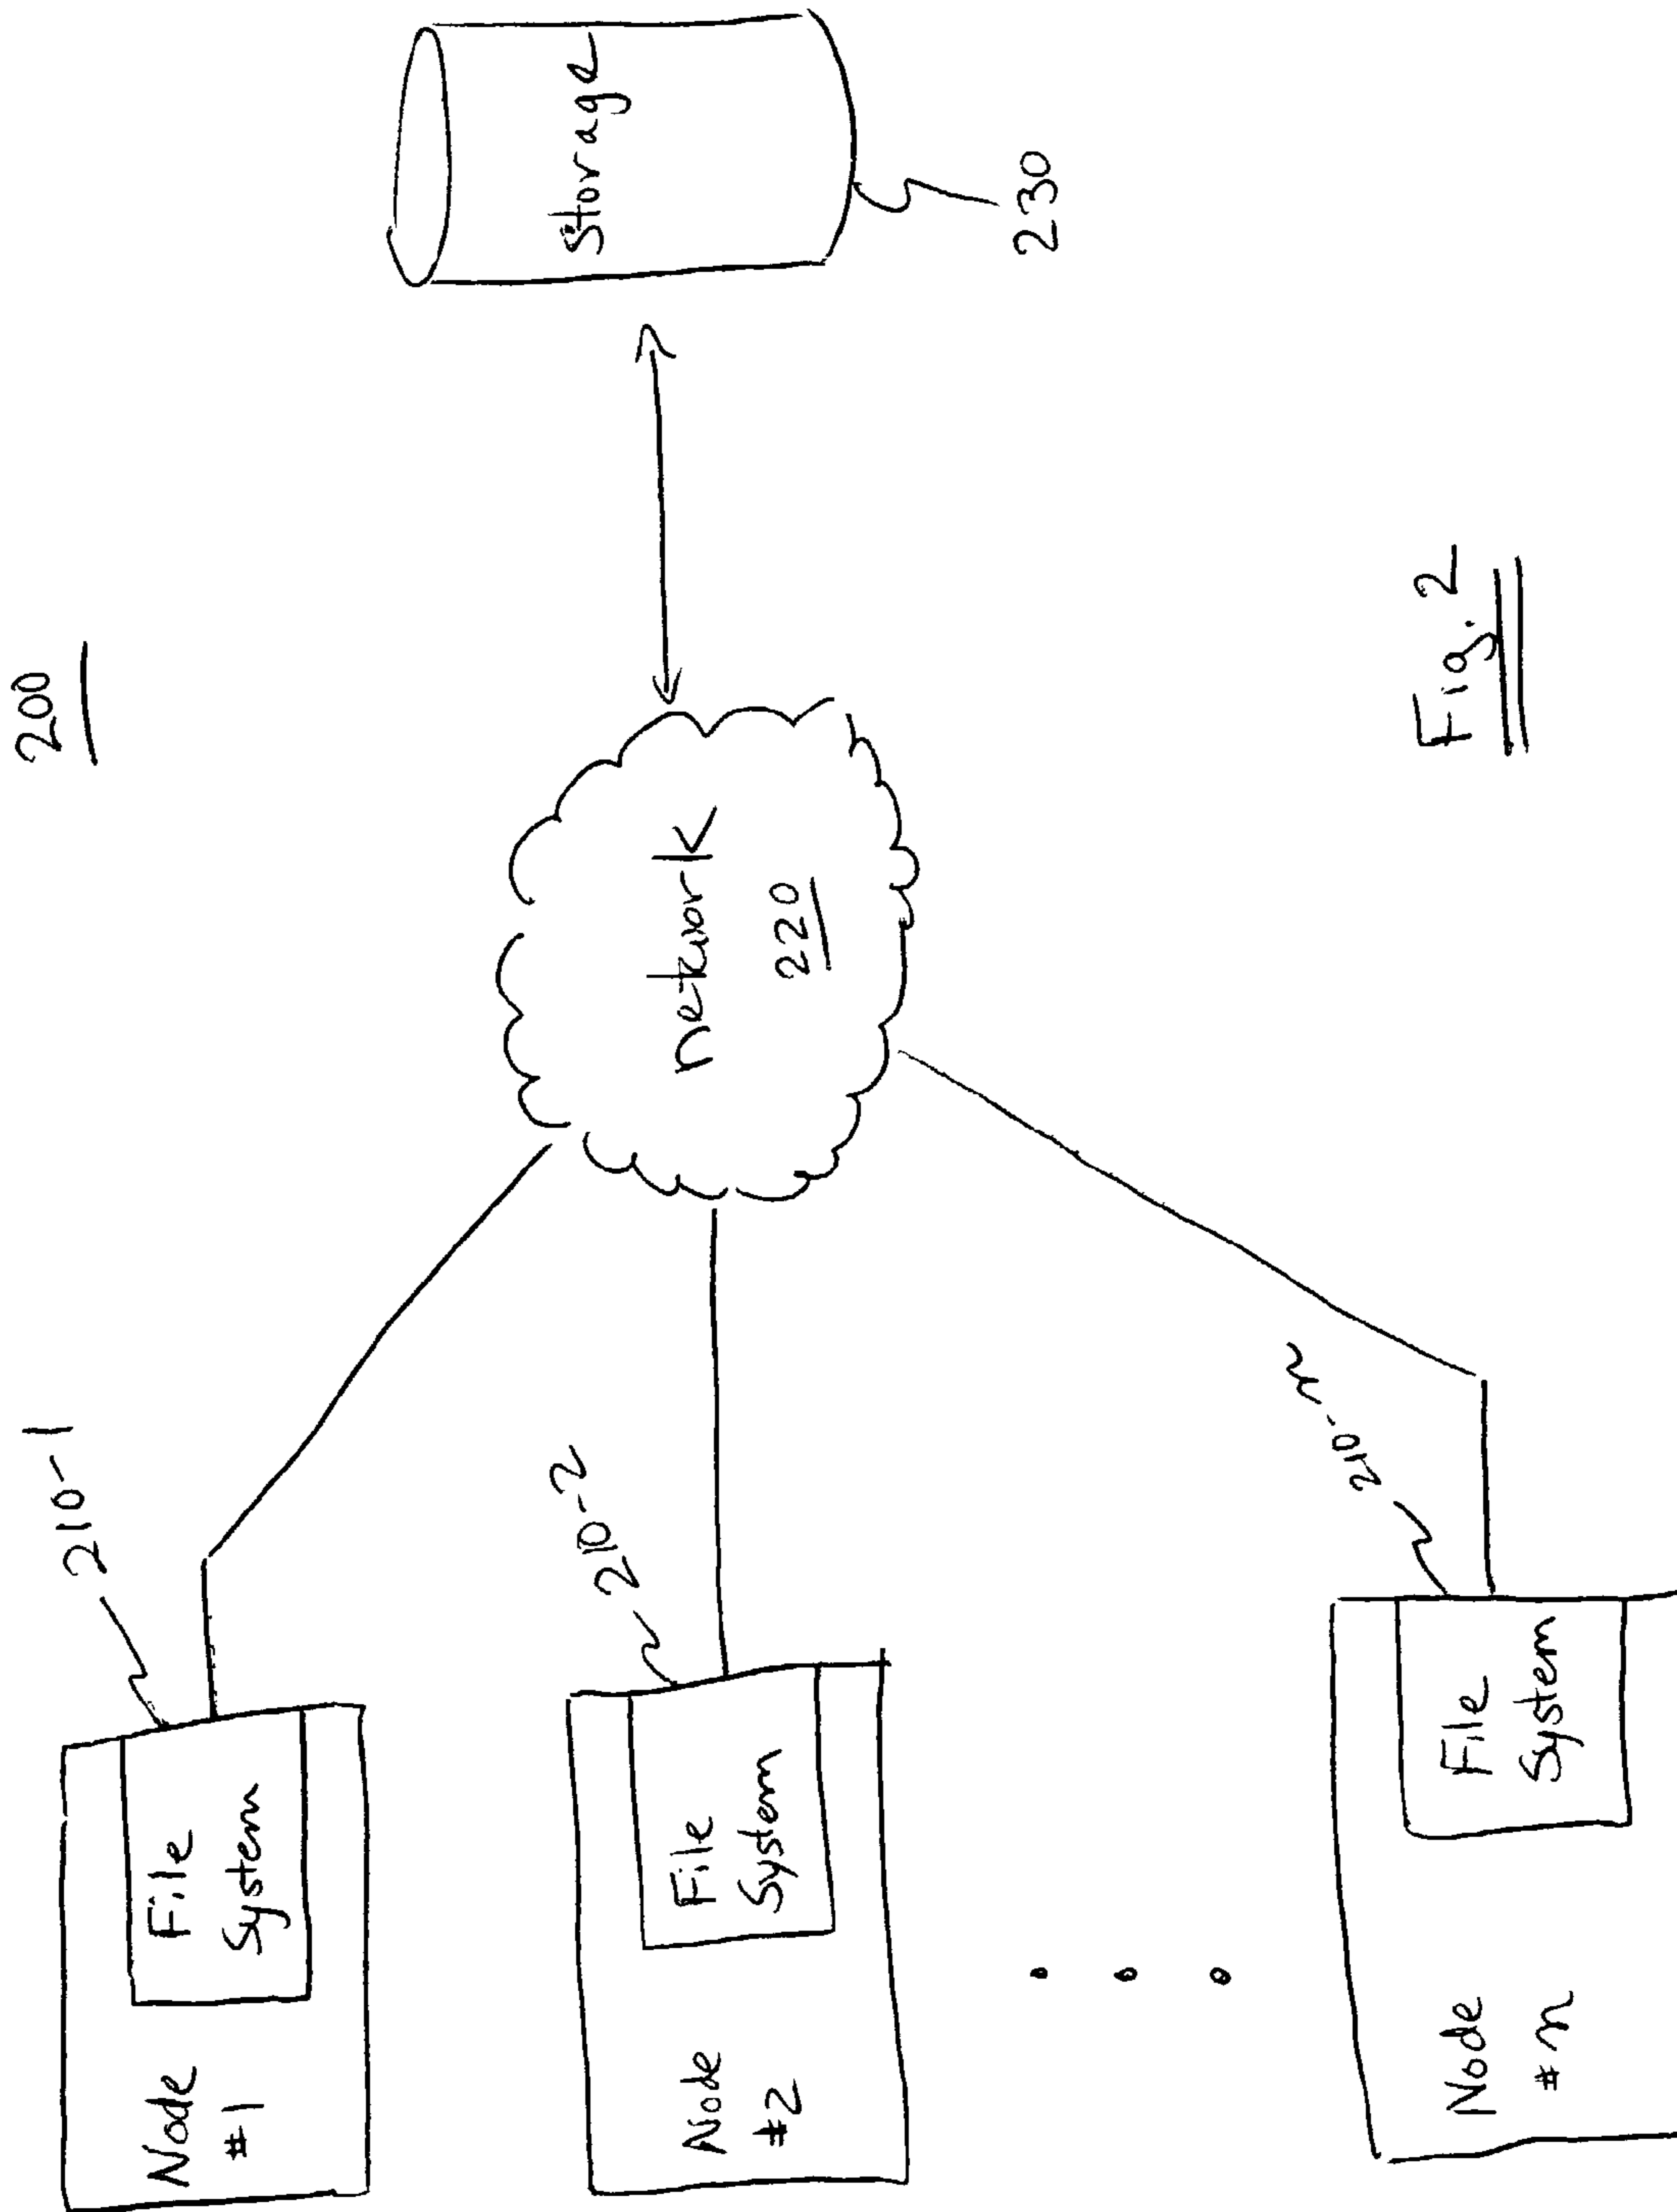 200
210-1
Node
#1
File
System
210-2
Node
#2
File
System
network
220
Storage
230
210-n
Node
#n
File
System
Fig. 2